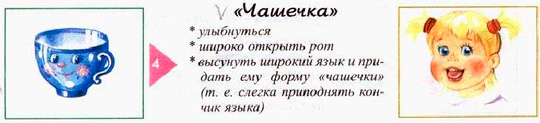 «Чашечка»
* улыбнуться
* широко открыть рот
* высунуть широкий язык и при-
дать ему форму «чашечки»
(т. е. слегка приподнять кон-
чик языка)
4